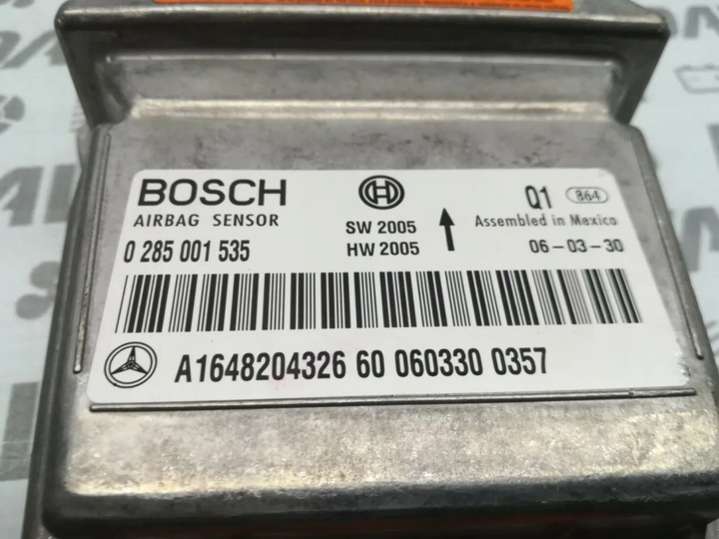 BOSCH
AIRBAG SENSOR
0 285 001 535
SW 2005
HW 2005
Q1 864
Assembled in Mexico
06-03-30
A1648204326 60 060330 0357